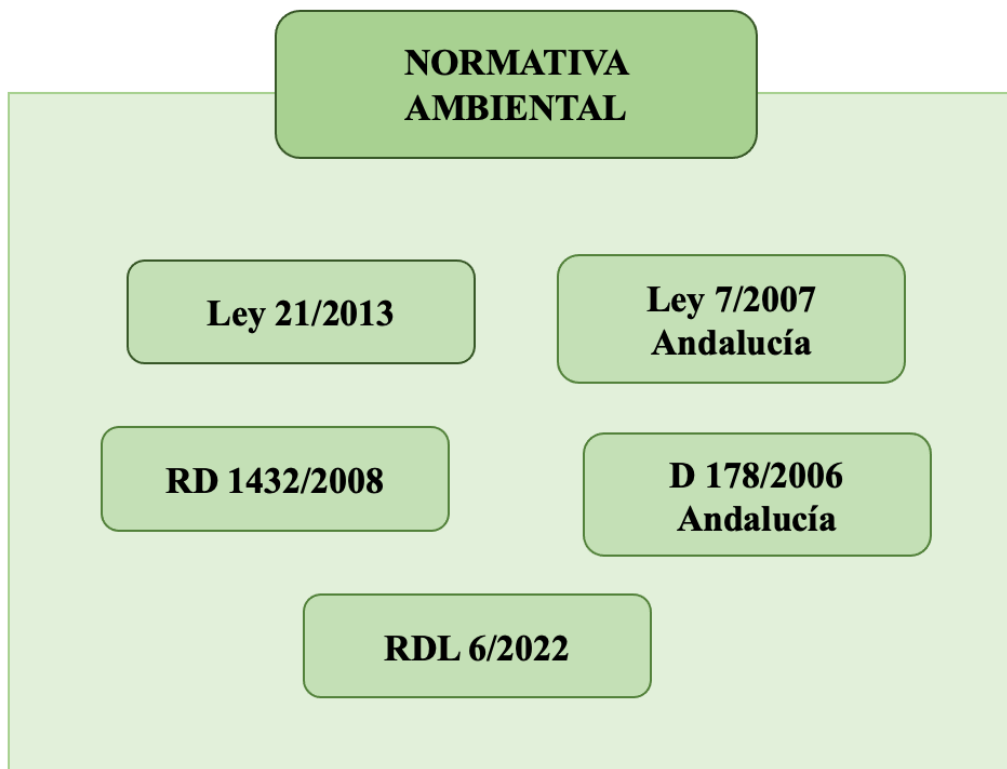 NORMATIVA
AMBIENTAL
Ley 21/2013
Ley 7/2007
Andalucía
RD 1432/2008
D 178/2006
Andalucía
RDL 6/2022